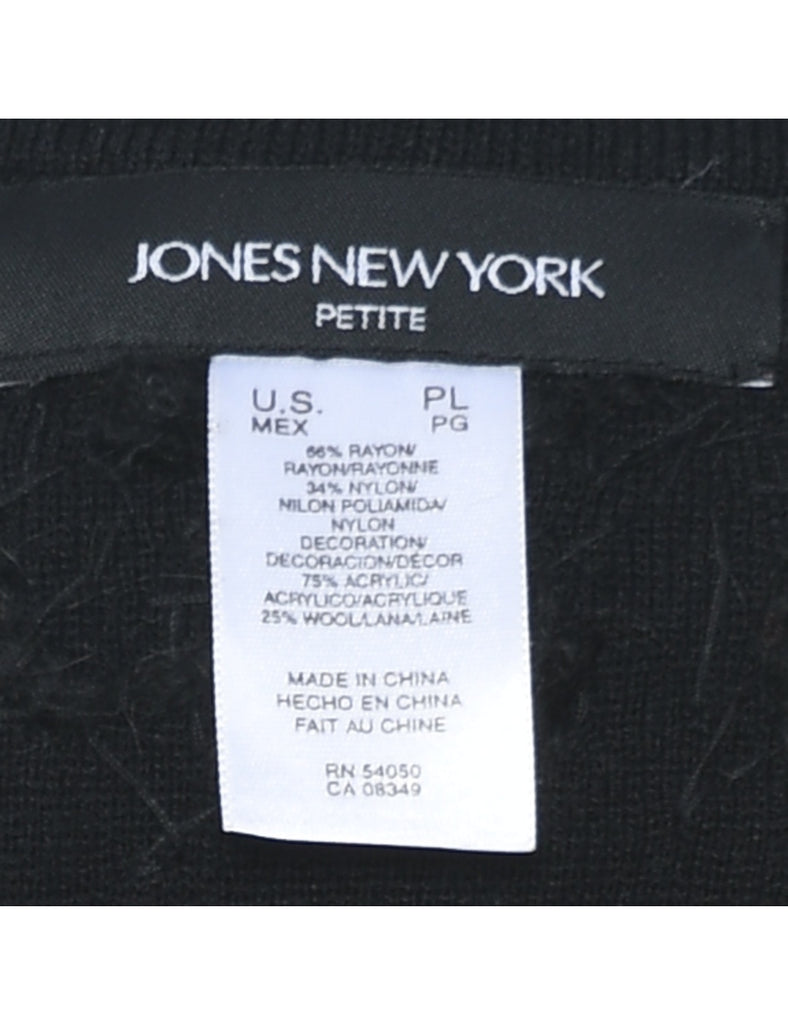 JONES NEW YORK
PETITE
U.S. PL
MEX PG
66% RAYON/
RAYON/RAYONNE
34% NYLON/
NILON POLIAMIDA/
NYLON
DECORATION/
DECORACION/DÉCOR
75% ACRYLIC/
ACRYLICO/ACRYLIQUE
25% WOOL/LANA/LAINE
MADE IN CHINA
HECHO EN CHINA
FAIT AU CHINE
RN 54050
CA 08349